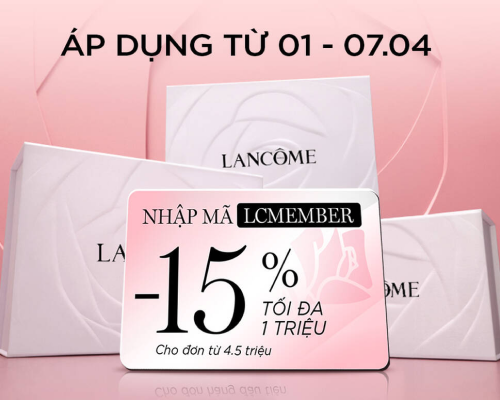 ÁP DỤNG TỪ 01 - 07.04
LANCÔME
LAN
ÔME
NHẬP MÃ LCMEMBER
-15%
TỐI ĐA
1 TRIỆU
Cho đơn từ 4.5 triệu